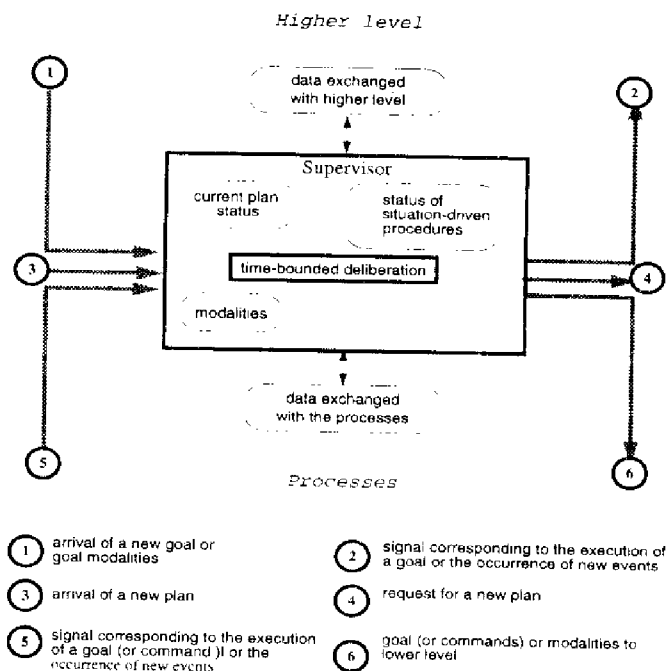 Higher level
1
data exchanged
with higher level
2
Supervisor
current plan
status
status of
situation-driven
procedures
3
time-bounded deliberation
4
modalities
data exchanged
with the processes
5
Processes
6
1 arrival of a new goal or
goal modalities
2 signal corresponding to the execution of
a goal or the occurrence of new events
3 arrival of a new plan
4 request for a new plan
5 signal corresponding to the execution
of a goal (or command )l or the
occurrence of new events
6 goal (or commands) or modalities to
lower level